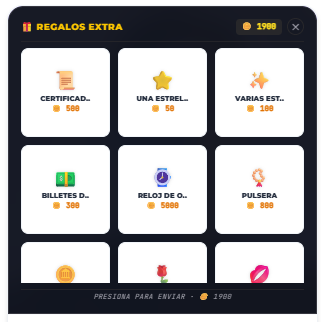 REGALOS EXTRA
1900
CERTIFICAD..
500
UNA ESTREL..
50
VARIAS EST..
100
BILLETES D..
300
RELOJ DE O..
5000
PULSERA
800
PRESIONA PARA ENVIAR · 1900